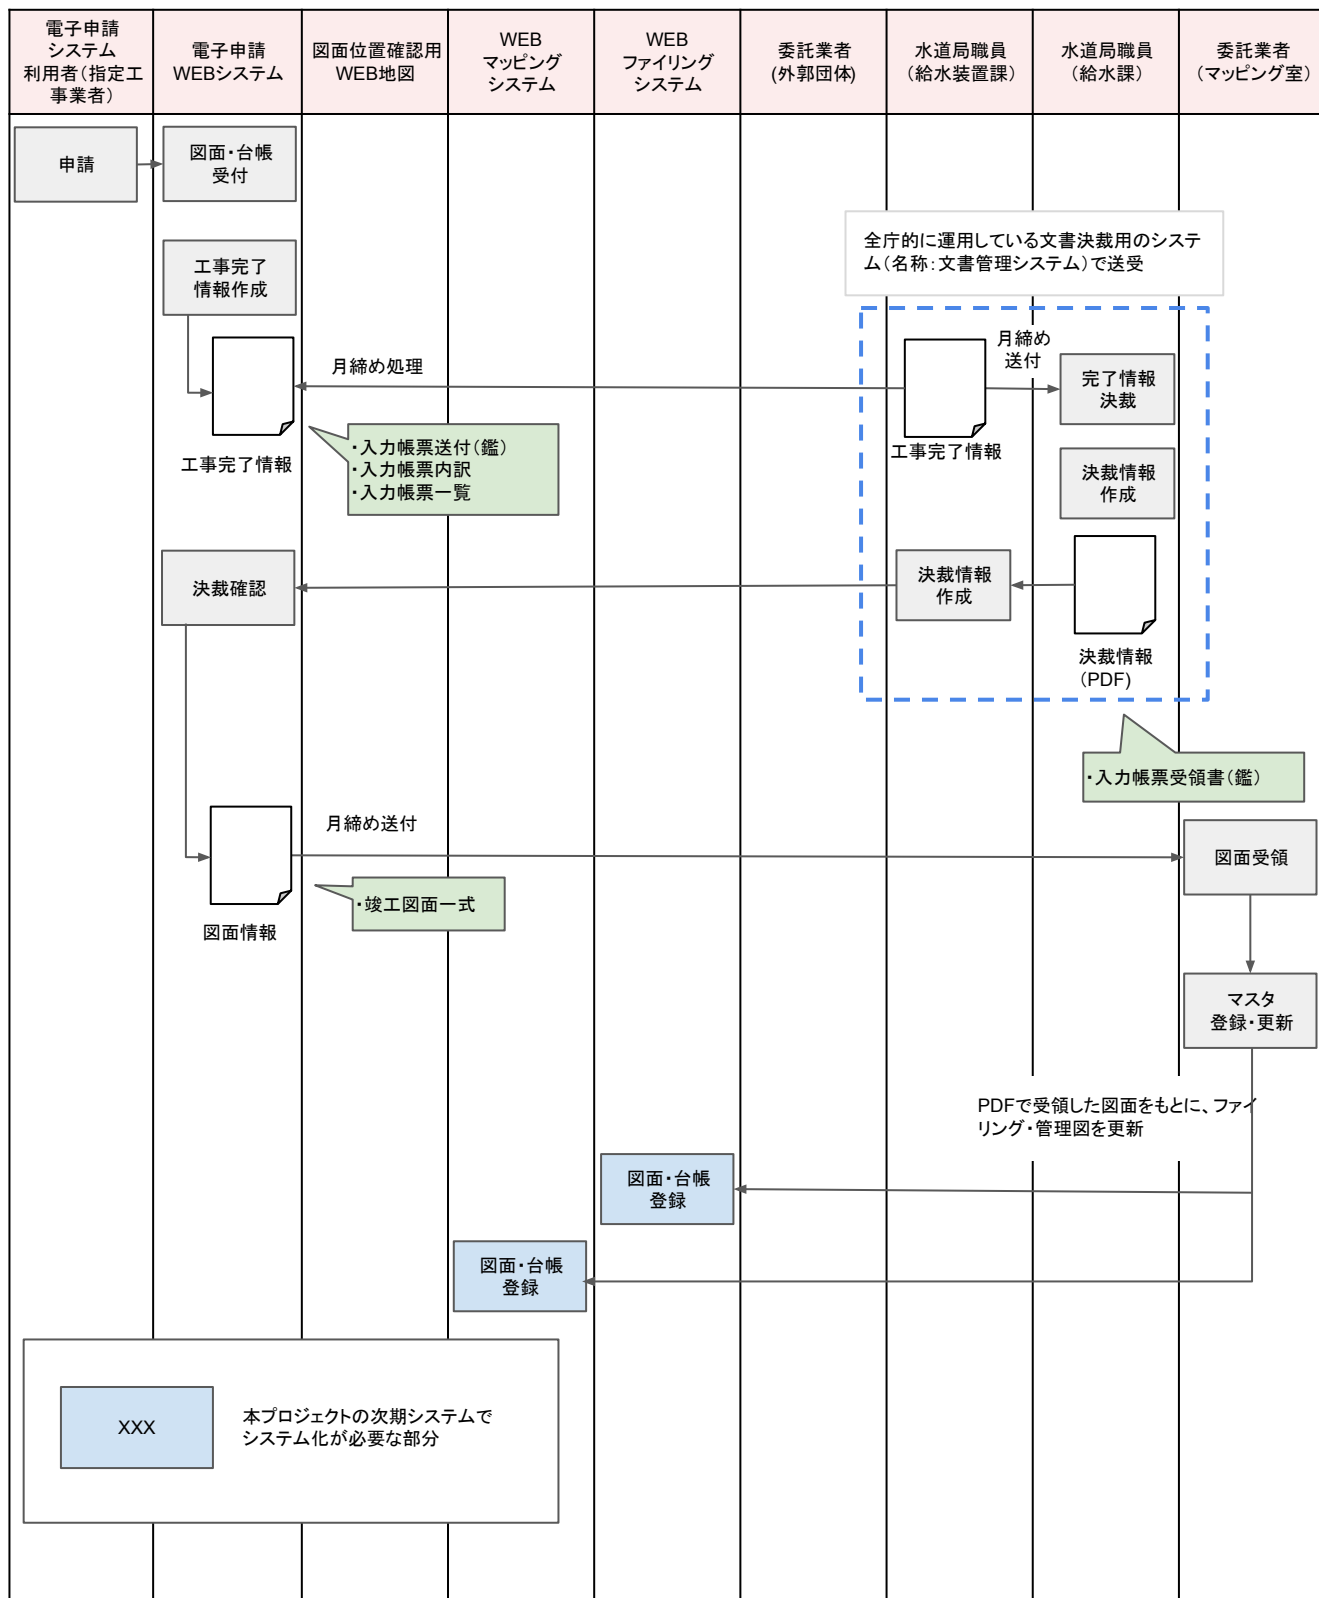 電子申請
システム
利用者（指定工
事業者）
電子申請
WEBシステム
図面位置確認用
WEB地図
WEB
マッピング
システム
WEB
ファイリング
システム
委託業者
(外郭団体)
水道局職員
（給水装置課）
水道局職員
（給水課）
委託業者
（マッピング室）
申請
図面・台帳
受付
全庁的に運用している文書決裁用のシステ
ム（名称：文書管理システム）で送受
工事完了
情報作成
月締め処理
月締め
送付
完了情報
決裁
工事完了情報
・入力帳票送付（鑑）
・入力帳票内訳
・入力帳票一覧
工事完了情報
決裁情報
作成
決裁確認
決裁情報
作成
決裁情報
（PDF)
・入力帳票受領書（鑑）
月締め送付
図面受領
・竣工図面一式
図面情報
マスタ
登録・更新
PDFで受領した図面をもとに、ファイ
リング・管理図を更新
図面・台帳
登録
図面・台帳
登録
XXX
本プロジェクトの次期システムで
システム化が必要な部分